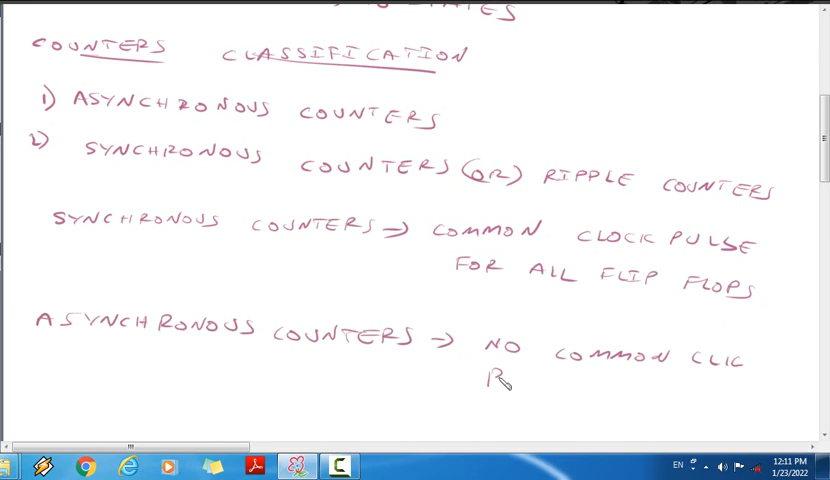 STATES
COUNTERS CLASSIFICATION
1) ASYNCHRONOUS COUNTERS
2) SYNCHRONOUS COUNTERS (OR) RIPPLE COUNTERS
SYNCHRONOUS COUNTERS → COMMON CLOCK PULSE
FOR ALL FLIP FLOPS
ASYNCHRONOUS COUNTERS → NO COMMON CLIC
P
EN
12:11 PM
1/23/2022